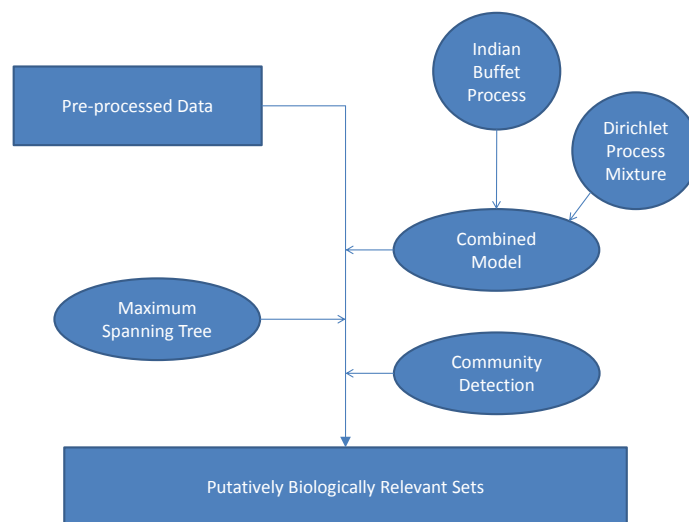 Indian
Buffet
Process
Pre-processed Data
Dirichlet
Process
Mixture
Combined
Model
Maximum
Spanning Tree
Community
Detection
Putatively Biologically Relevant Sets